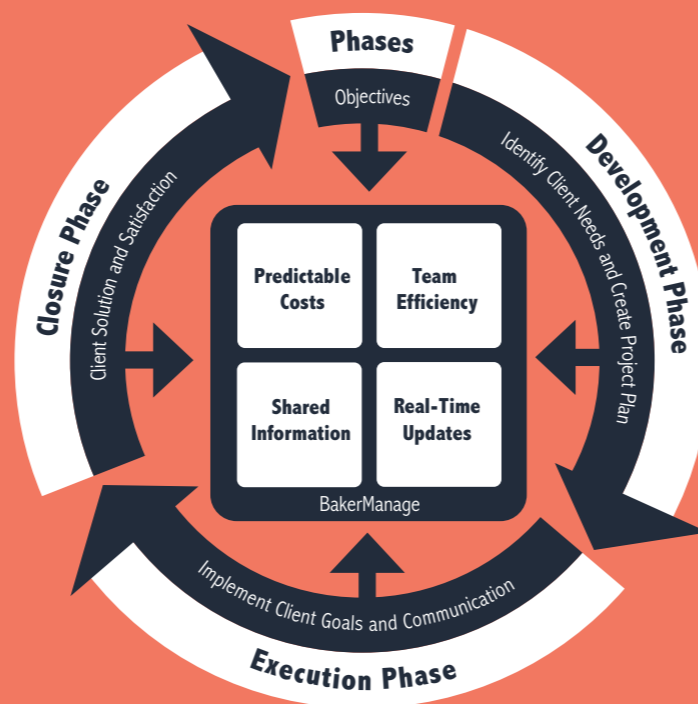 Phases
Objectives
Development Phase
Identify Client Needs and Create Project Plan
Execution Phase
Implement Client Goals and Communication
Closure Phase
Client Solution and Satisfaction
Predictable
Costs
Team
Efficiency
Shared
Information
Real-Time
Updates
BakerManage